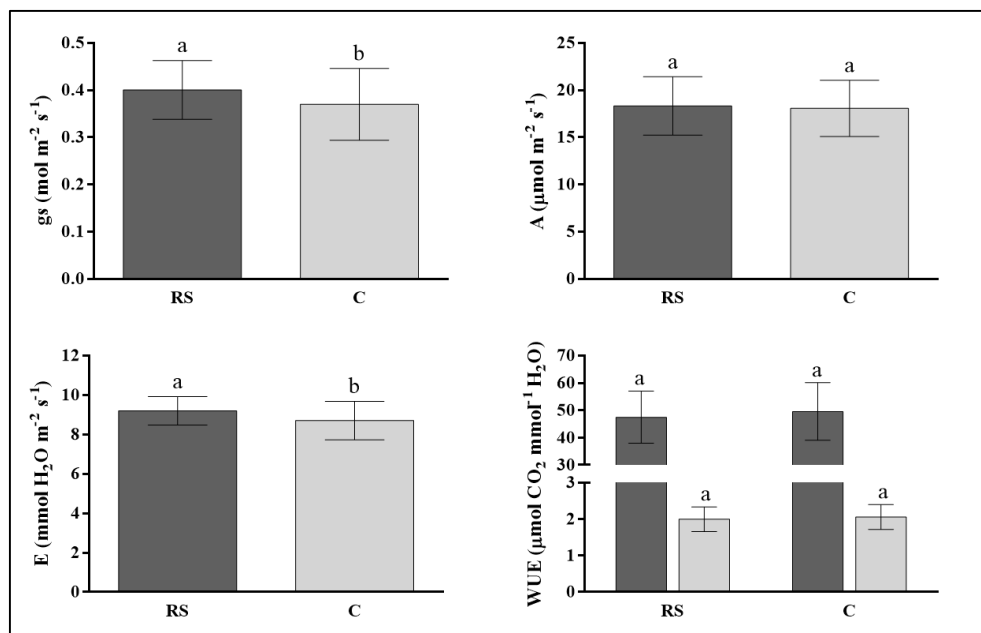 gs (mol m⁻² s⁻¹)
0.5
0.4
0.3
0.2
0.1
0.0
a
b
RS
C
A (µmol m⁻² s⁻¹)
25
20
15
10
5
0
a
a
RS
C
E (mmol H₂O m⁻² s⁻¹)
12
10
8
6
4
2
0
a
b
RS
C
WUE (µmol CO₂ mmol⁻¹ H₂O)
70
60
50
40
30
3
2
1
0
a
a
a
a
RS
C